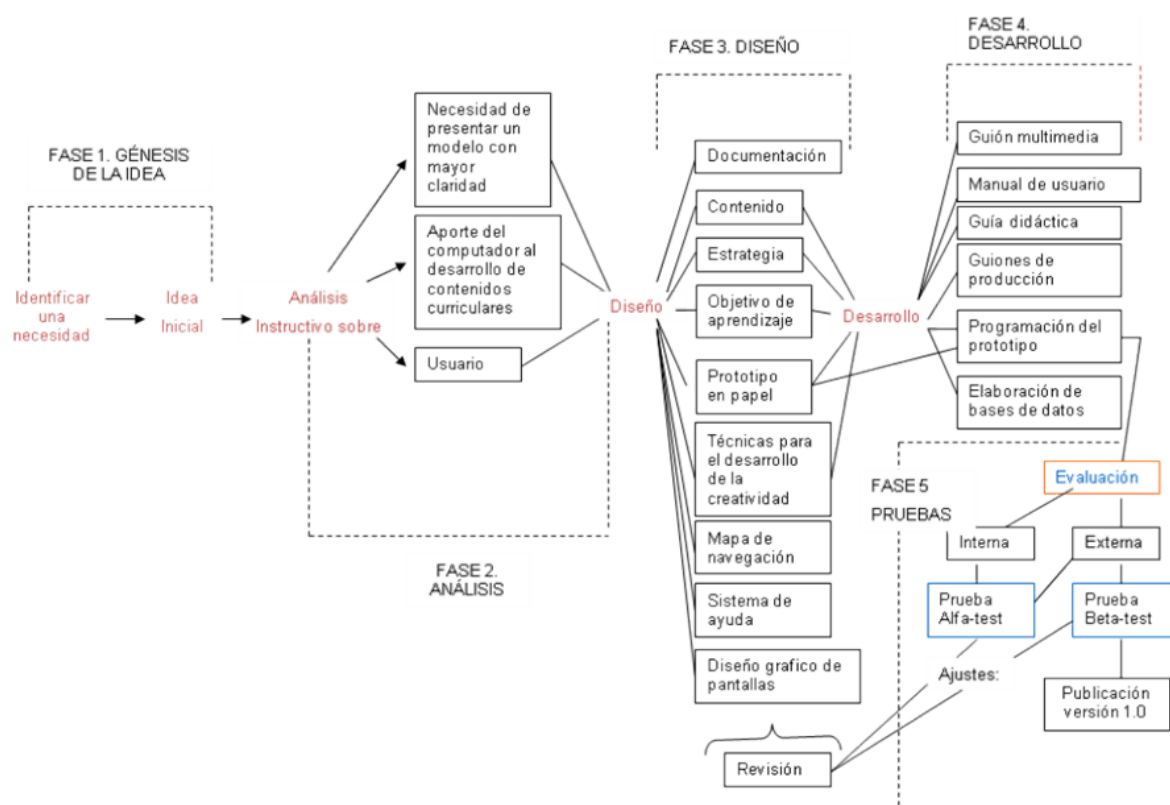 FASE 1. GÉNESIS
DE LA IDEA
Identificar
una
necesidad
Idea
Inicial
Análisis
Instructivo sobre
Necesidad de
presentar un
modelo con
mayor
claridad
Aporte del
computador al
desarrollo de
contenidos
curriculares
Usuario
FASE 2.
ANÁLISIS
FASE 3. DISEÑO
Diseño
Documentación
Contenido
Estrategia
Objetivo de
aprendizaje
Prototipo
en papel
Técnicas para
el desarrollo
de la
creatividad
Mapa de
navegación
Sistema de
ayuda
Diseño grafico de
pantallas
Revisión
FASE 4.
DESARROLLO
Desarrollo
Guión multimedia
Manual de usuario
Guía didáctica
Guiones de
producción
Programación del
prototipo
Elaboración de
bases de datos
FASE 5
PRUEBAS
Evaluación
Interna
Externa
Prueba
Alfa-test
Prueba
Beta-test
Ajustes:
Publicación
versión 1.0